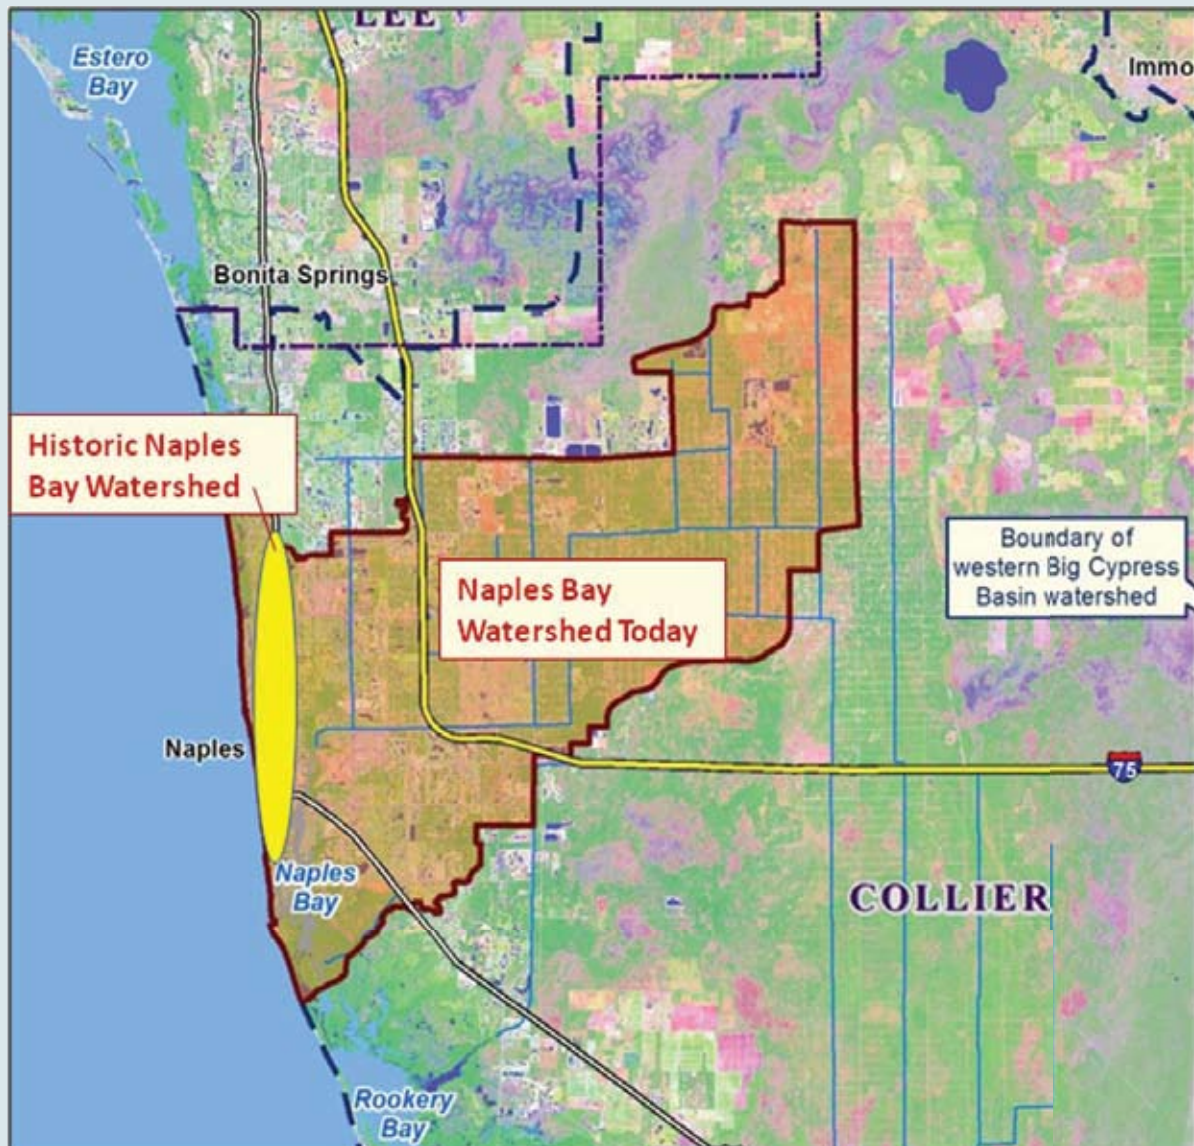 LEE
Estero
Bay
Immo
Bonita Springs
Historic Naples
Bay Watershed
Boundary of
western Big Cypress
Basin watershed
Naples Bay
Watershed Today
Naples
75
Naples
Bay
COLLIER
Rookery
Bay